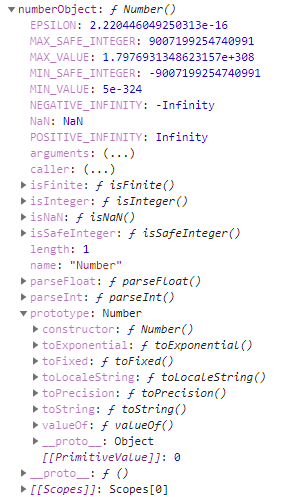 numberObject: ƒ Number()
EPSILON: 2.220446049250313e-16
MAX_SAFE_INTEGER: 9007199254740991
MAX_VALUE: 1.7976931348623157e+308
MIN_SAFE_INTEGER: -9007199254740991
MIN_VALUE: 5e-324
NEGATIVE_INFINITY: -Infinity
NaN: NaN
POSITIVE_INFINITY: Infinity
arguments: (...)
caller: (...)
isFinite: ƒ isFinite()
isInteger: ƒ isInteger()
isNaN: ƒ isNaN()
isSafeInteger: ƒ isSafeInteger()
length: 1
name: "Number"
parseFloat: ƒ parseFloat()
parseInt: ƒ parseInt()
prototype: Number
constructor: ƒ Number()
toExponential: ƒ toExponential()
toFixed: ƒ toFixed()
toLocaleString: ƒ toLocaleString()
toPrecision: ƒ toPrecision()
toString: ƒ toString()
valueOf: ƒ valueOf()
__proto__: Object
[[PrimitiveValue]]: 0
__proto__: ƒ ()
[[Scopes]]: Scopes[0]